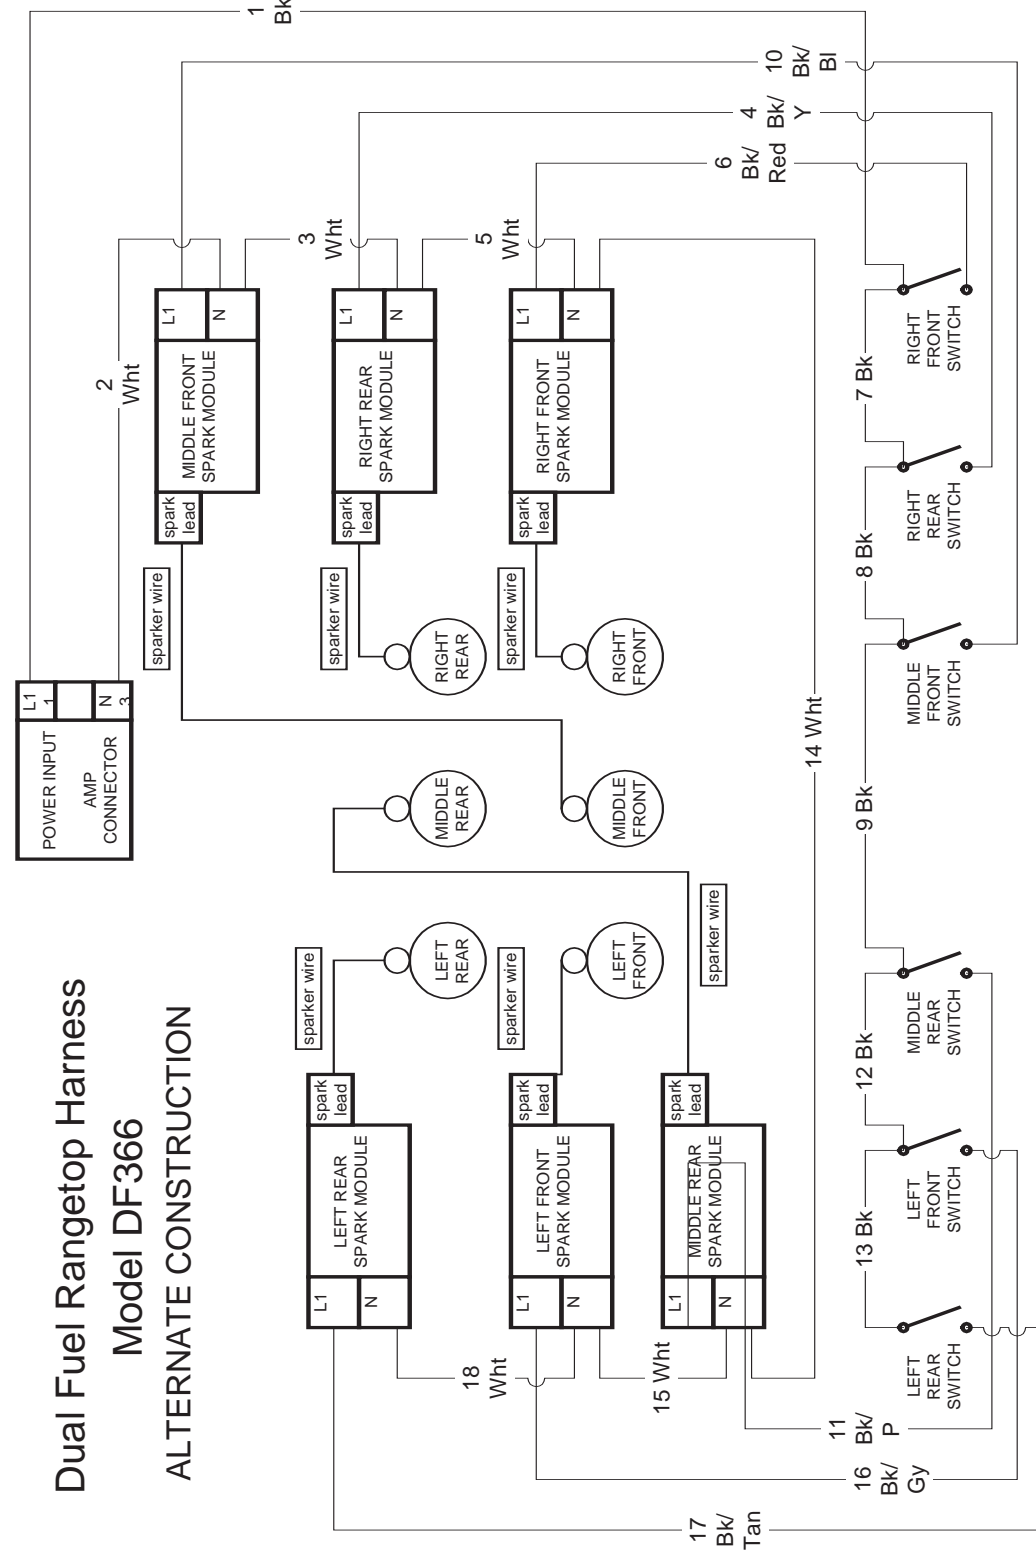 Dual Fuel Rangetop Harness
Model DF366
ALTERNATE CONSTRUCTION
POWER INPUT
AMP
CONNECTOR
L1
1
N
3
1
Bk
2
Wht
10
Bk/
Bl
4
Bk/
Y
6
Bk/
Red
sparker wire
spark
lead
MIDDLE FRONT
SPARK MODULE
L1
N
3
Wht
sparker wire
spark
lead
RIGHT REAR
SPARK MODULE
L1
N
5
Wht
sparker wire
spark
lead
RIGHT FRONT
SPARK MODULE
L1
N
L1
N
LEFT REAR
SPARK MODULE
spark
lead
sparker wire
LEFT
REAR
MIDDLE
REAR
RIGHT
REAR
18
Wht
L1
N
LEFT FRONT
SPARK MODULE
spark
lead
sparker wire
LEFT
FRONT
MIDDLE
FRONT
RIGHT
FRONT
15 Wht
L1
N
MIDDLE REAR
SPARK MODULE
spark
lead
sparker wire
14 Wht
17
Bk/
Tan
16
Bk/
Gy
11
Bk/
P
13 Bk
12 Bk
9 Bk
8 Bk
7 Bk
LEFT
REAR
SWITCH
LEFT
FRONT
SWITCH
MIDDLE
REAR
SWITCH
MIDDLE
FRONT
SWITCH
RIGHT
REAR
SWITCH
RIGHT
FRONT
SWITCH